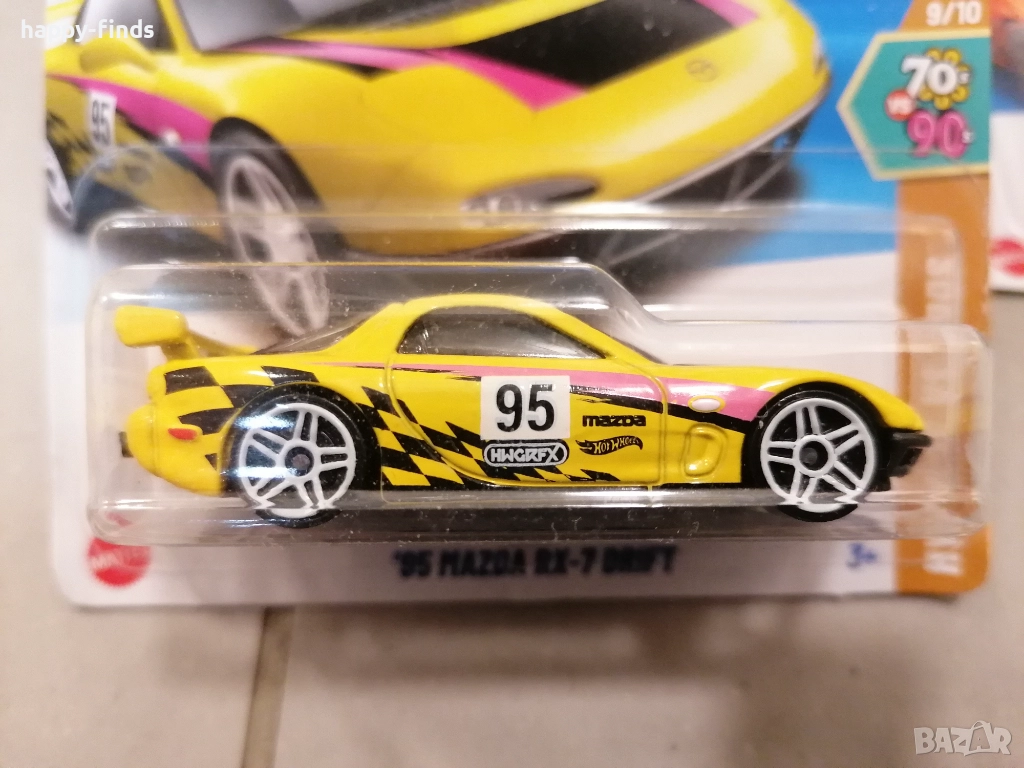 happy-finds
9/10
70s
vs
90s
95
95
mazda
HWGRFX
Hot Wheels
'95 MAZDA RX-7 DRIFT
3+
BAZAR